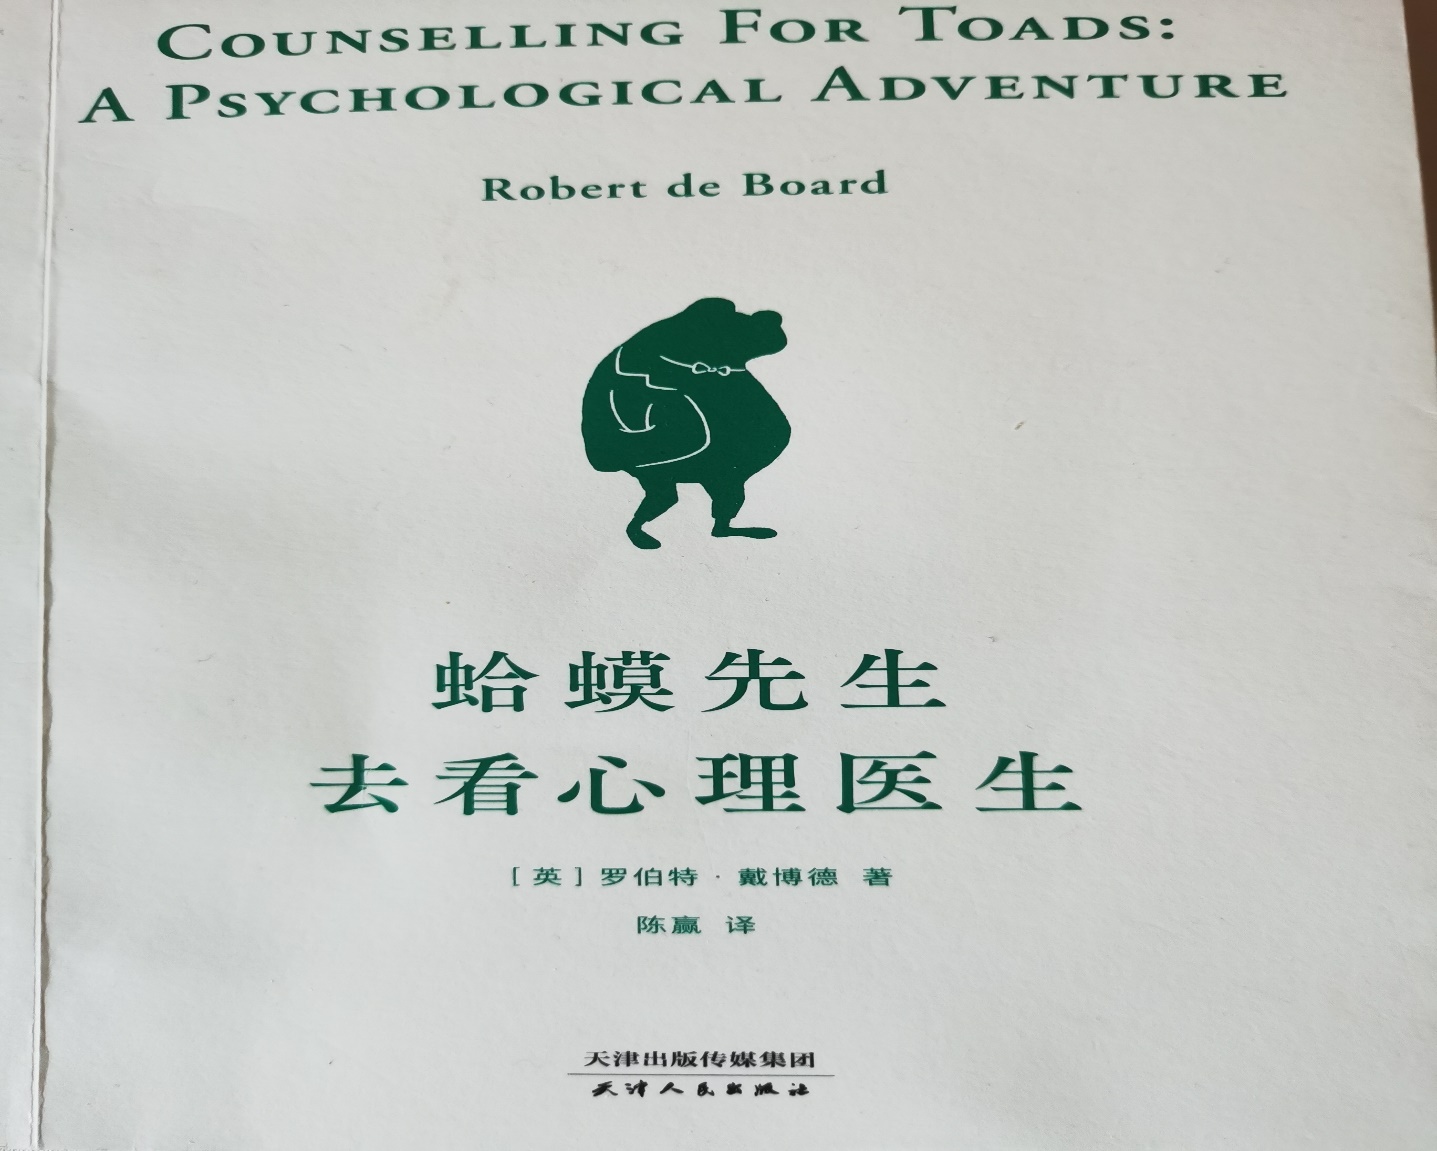 COUNSELLING FOR TOADS:
A PSYCHOLOGICAL ADVENTURE
Robert de Board
蛤蟆先生
去看心理医生
[英] 罗伯特·戴博德 著
陈赢 译
天津出版传媒集团
天津人民出版社